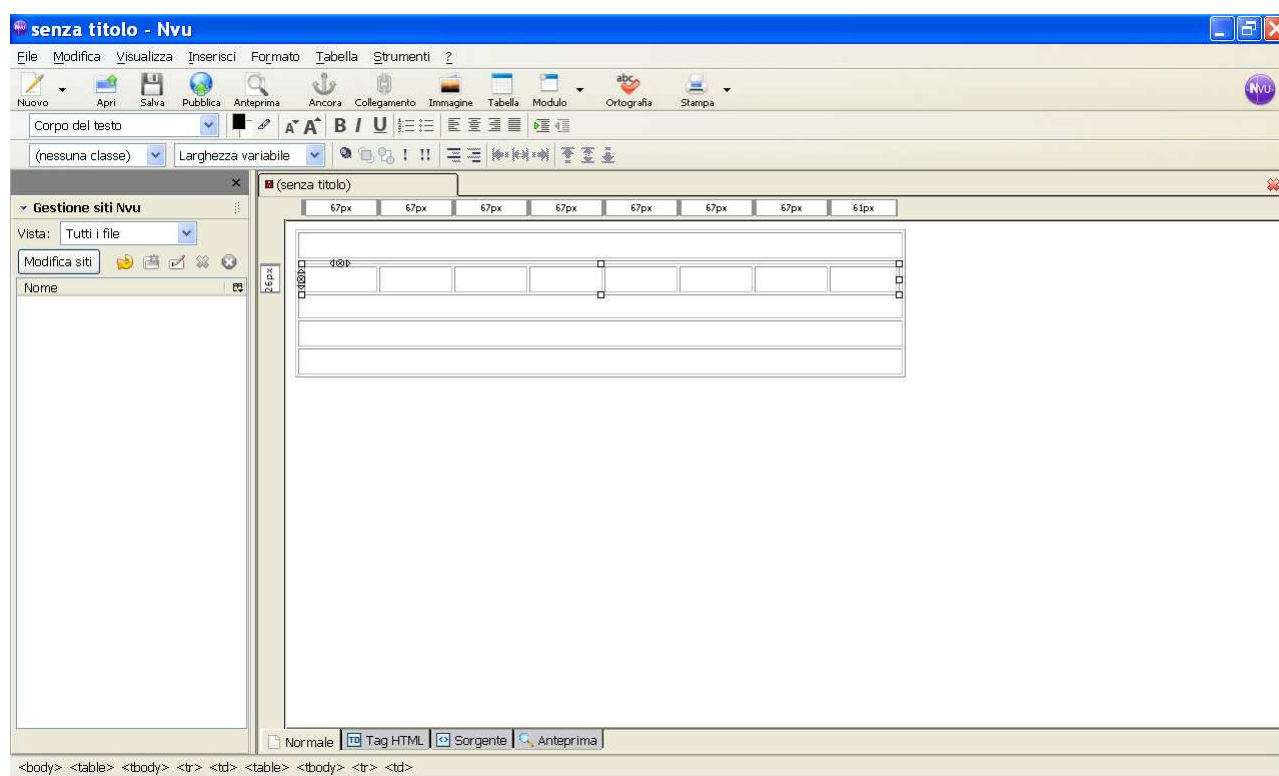 senza titolo - Nvu
File Modifica Visualizza Inserisci Formato Tabella Strumenti ?
Nuovo Apri Salva Pubblica Anteprima Ancora Collegamento Immagine Tabella Modulo Ortografia Stampa
Corpo del testo
(nessuna classe) Larghezza variabile
(senza titolo)
Gestione siti Nvu
67px 67px 67px 67px 67px 67px 67px 61px
Vista: Tutti i file
Modifica siti
26px
Nome
Normale Tag HTML Sorgente Anteprima
<body> <table> <tbody> <tr> <td> <table> <tbody> <tr> <td>